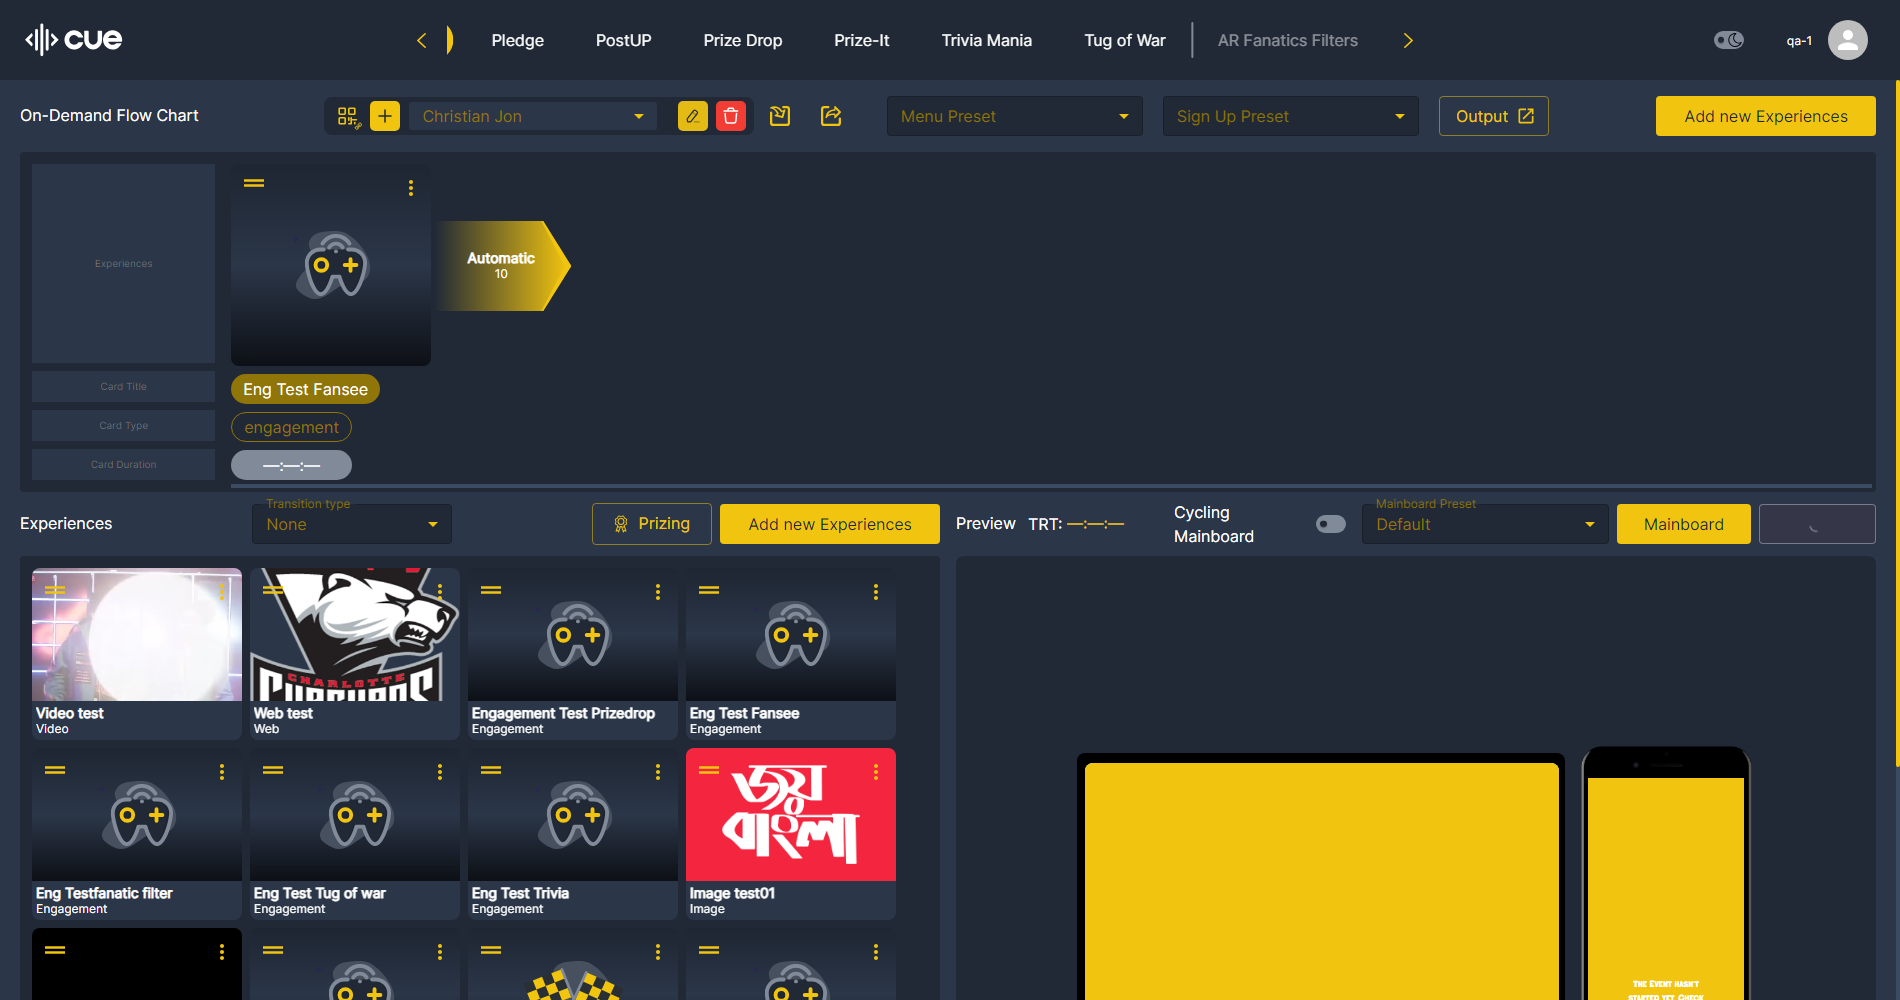 cue
Pledge
PostUP
Prize Drop
Prize-It
Trivia Mania
Tug of War
AR Fanatics Filters
qa-1
On-Demand Flow Chart
Christian Jon
Menu Preset
Sign Up Preset
Output
Add new Experiences
Experiences
Automatic
10
Card Title
Eng Test Fansee
Card Type
engagement
Card Duration
—:—:—
Experiences
Transition type
None
Prizing
Add new Experiences
Preview
TRT: —:—:—
Cycling
Mainboard
Mainboard Preset
Default
Mainboard
CHARLOTTE
Video test
Video
Web test
Web
Engagement Test Prizedrop
Engagement
Eng Test Fansee
Engagement
জয়
বাংলা
Eng Testfanatic filter
Engagement
Eng Test Tug of war
Engagement
Eng Test Trivia
Engagement
Image test01
Image
The Event hasn't
started yet. Check